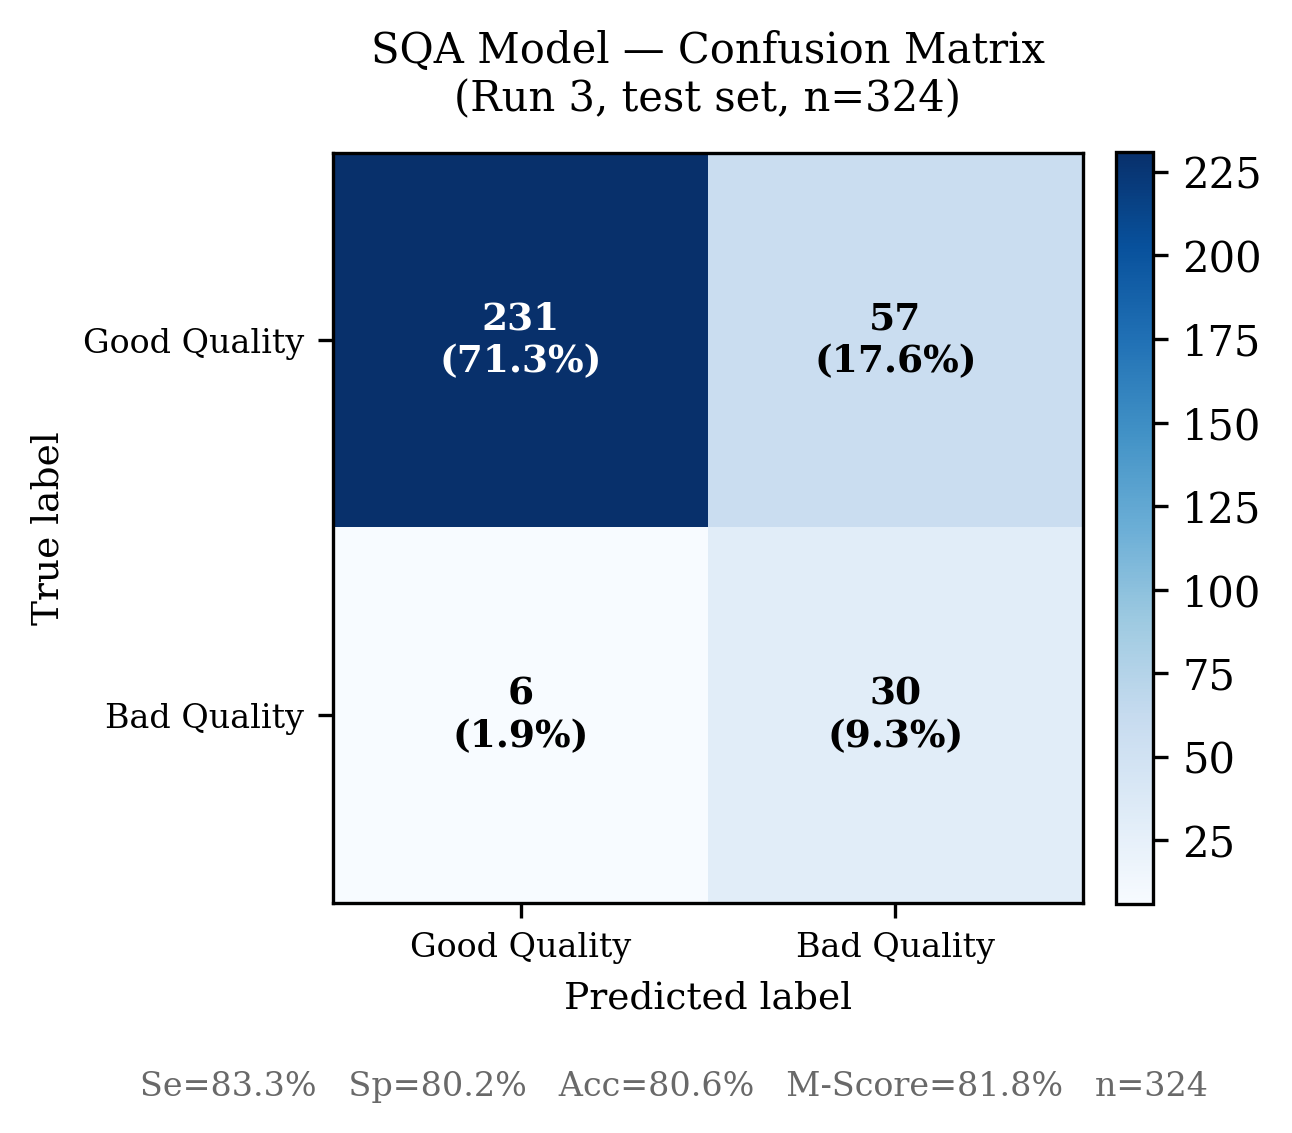 SQA Model — Confusion Matrix
(Run 3, test set, n=324)
231
(71.3%)
57
(17.6%)
6
(1.9%)
30
(9.3%)
Good Quality
Bad Quality
True label
Good Quality
Bad Quality
Predicted label
225
200
175
150
125
100
75
50
25
Se=83.3% Sp=80.2% Acc=80.6% M-Score=81.8% n=324